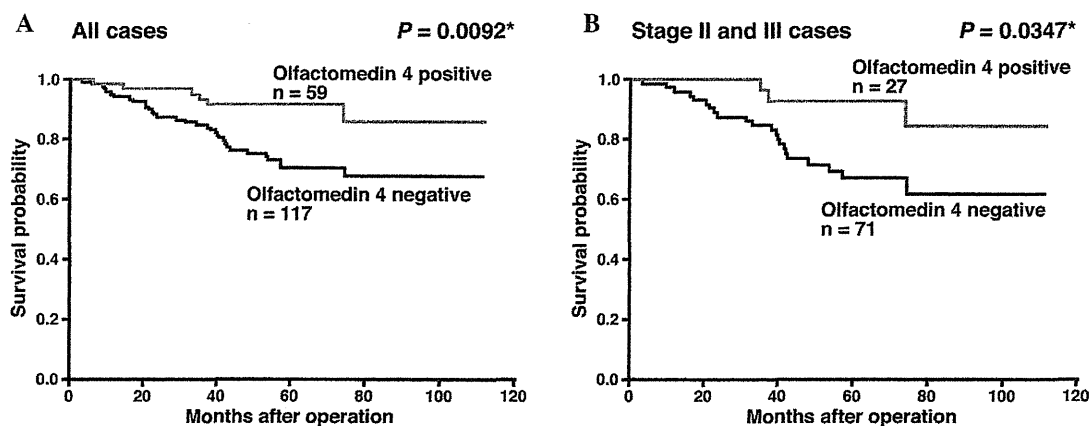 A All cases P = 0.0092*
Olfactomedin 4 positive
n = 59
Olfactomedin 4 negative
n = 117
Survival probability
1.0
0.8
0.6
0.4
0.2
0.0
0 20 40 60 80 100 120
Months after operation
B Stage II and III cases P = 0.0347*
Olfactomedin 4 positive
n = 27
Olfactomedin 4 negative
n = 71
Survival probability
1.0
0.8
0.6
0.4
0.2
0.0
0 20 40 60 80 100 120
Months after operation